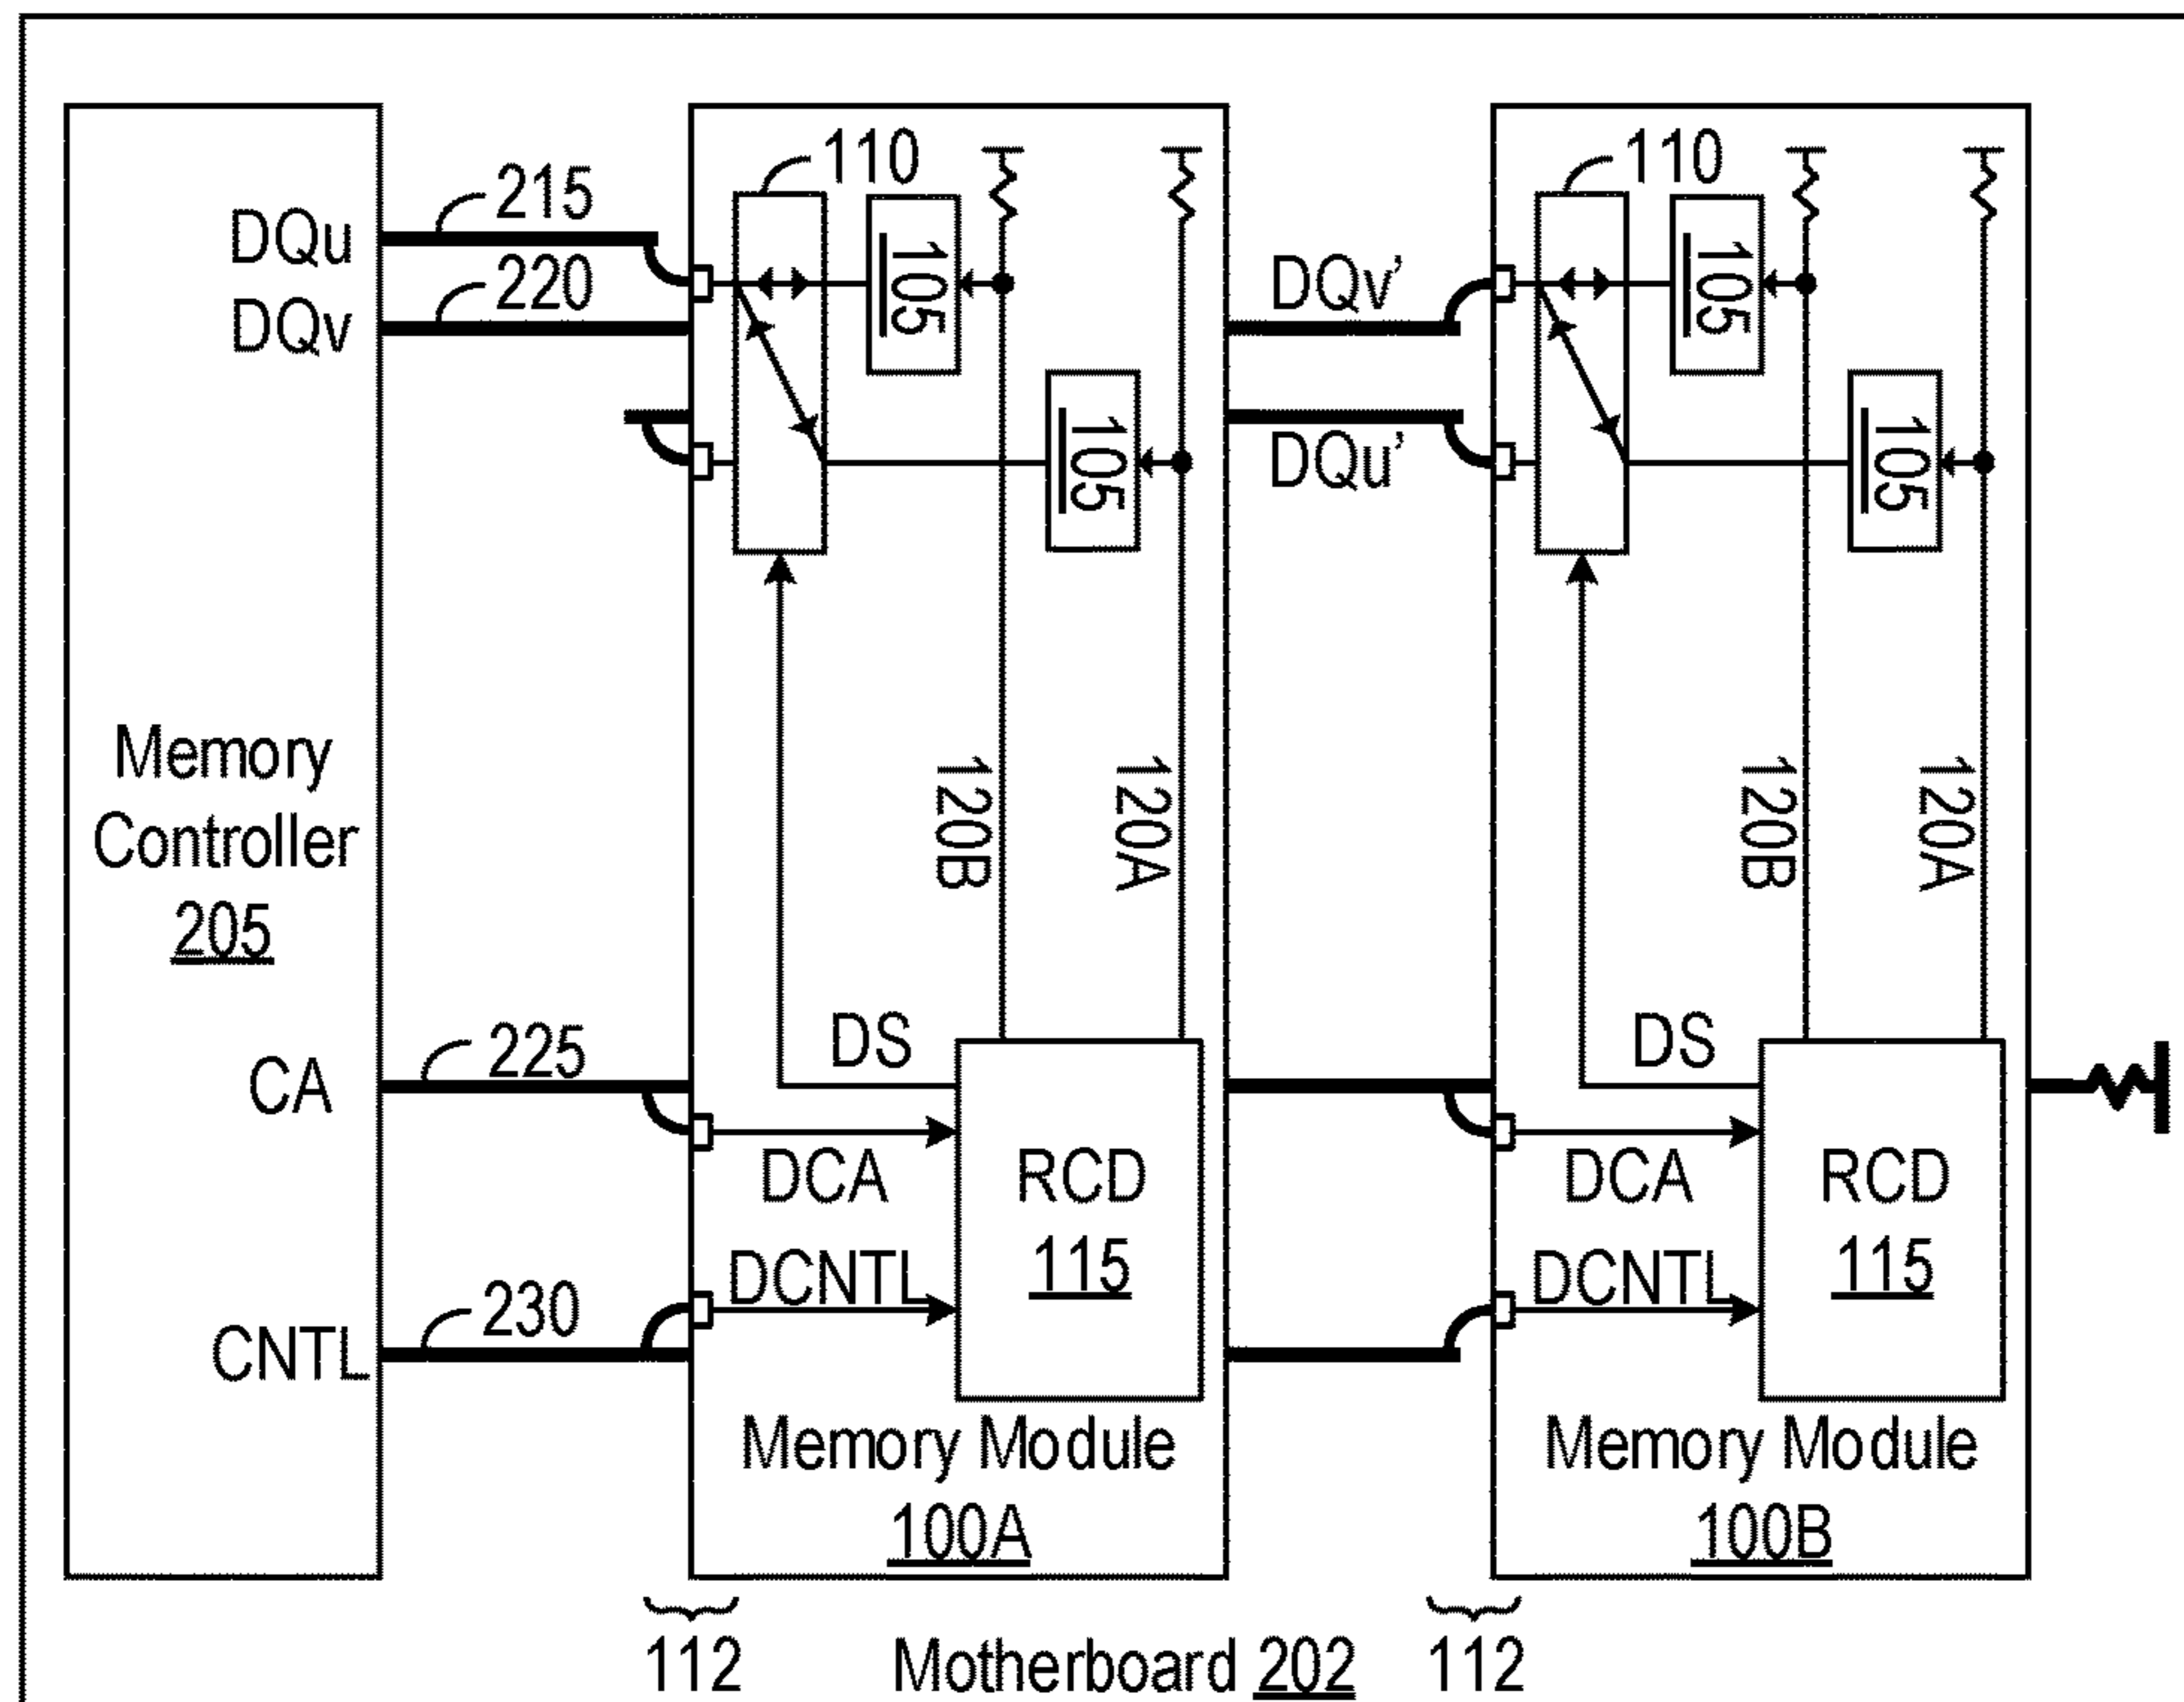 DQu
215
DQv
220
Memory
Controller
205
CA
225
CNTL
230
110
105
105
120B
120A
DS
DCA
DCNTL
RCD
115
Memory Module
100A
DQv'
DQu'
110
105
105
120B
120A
DS
DCA
DCNTL
RCD
115
Memory Module
100B
112
Motherboard 202
112